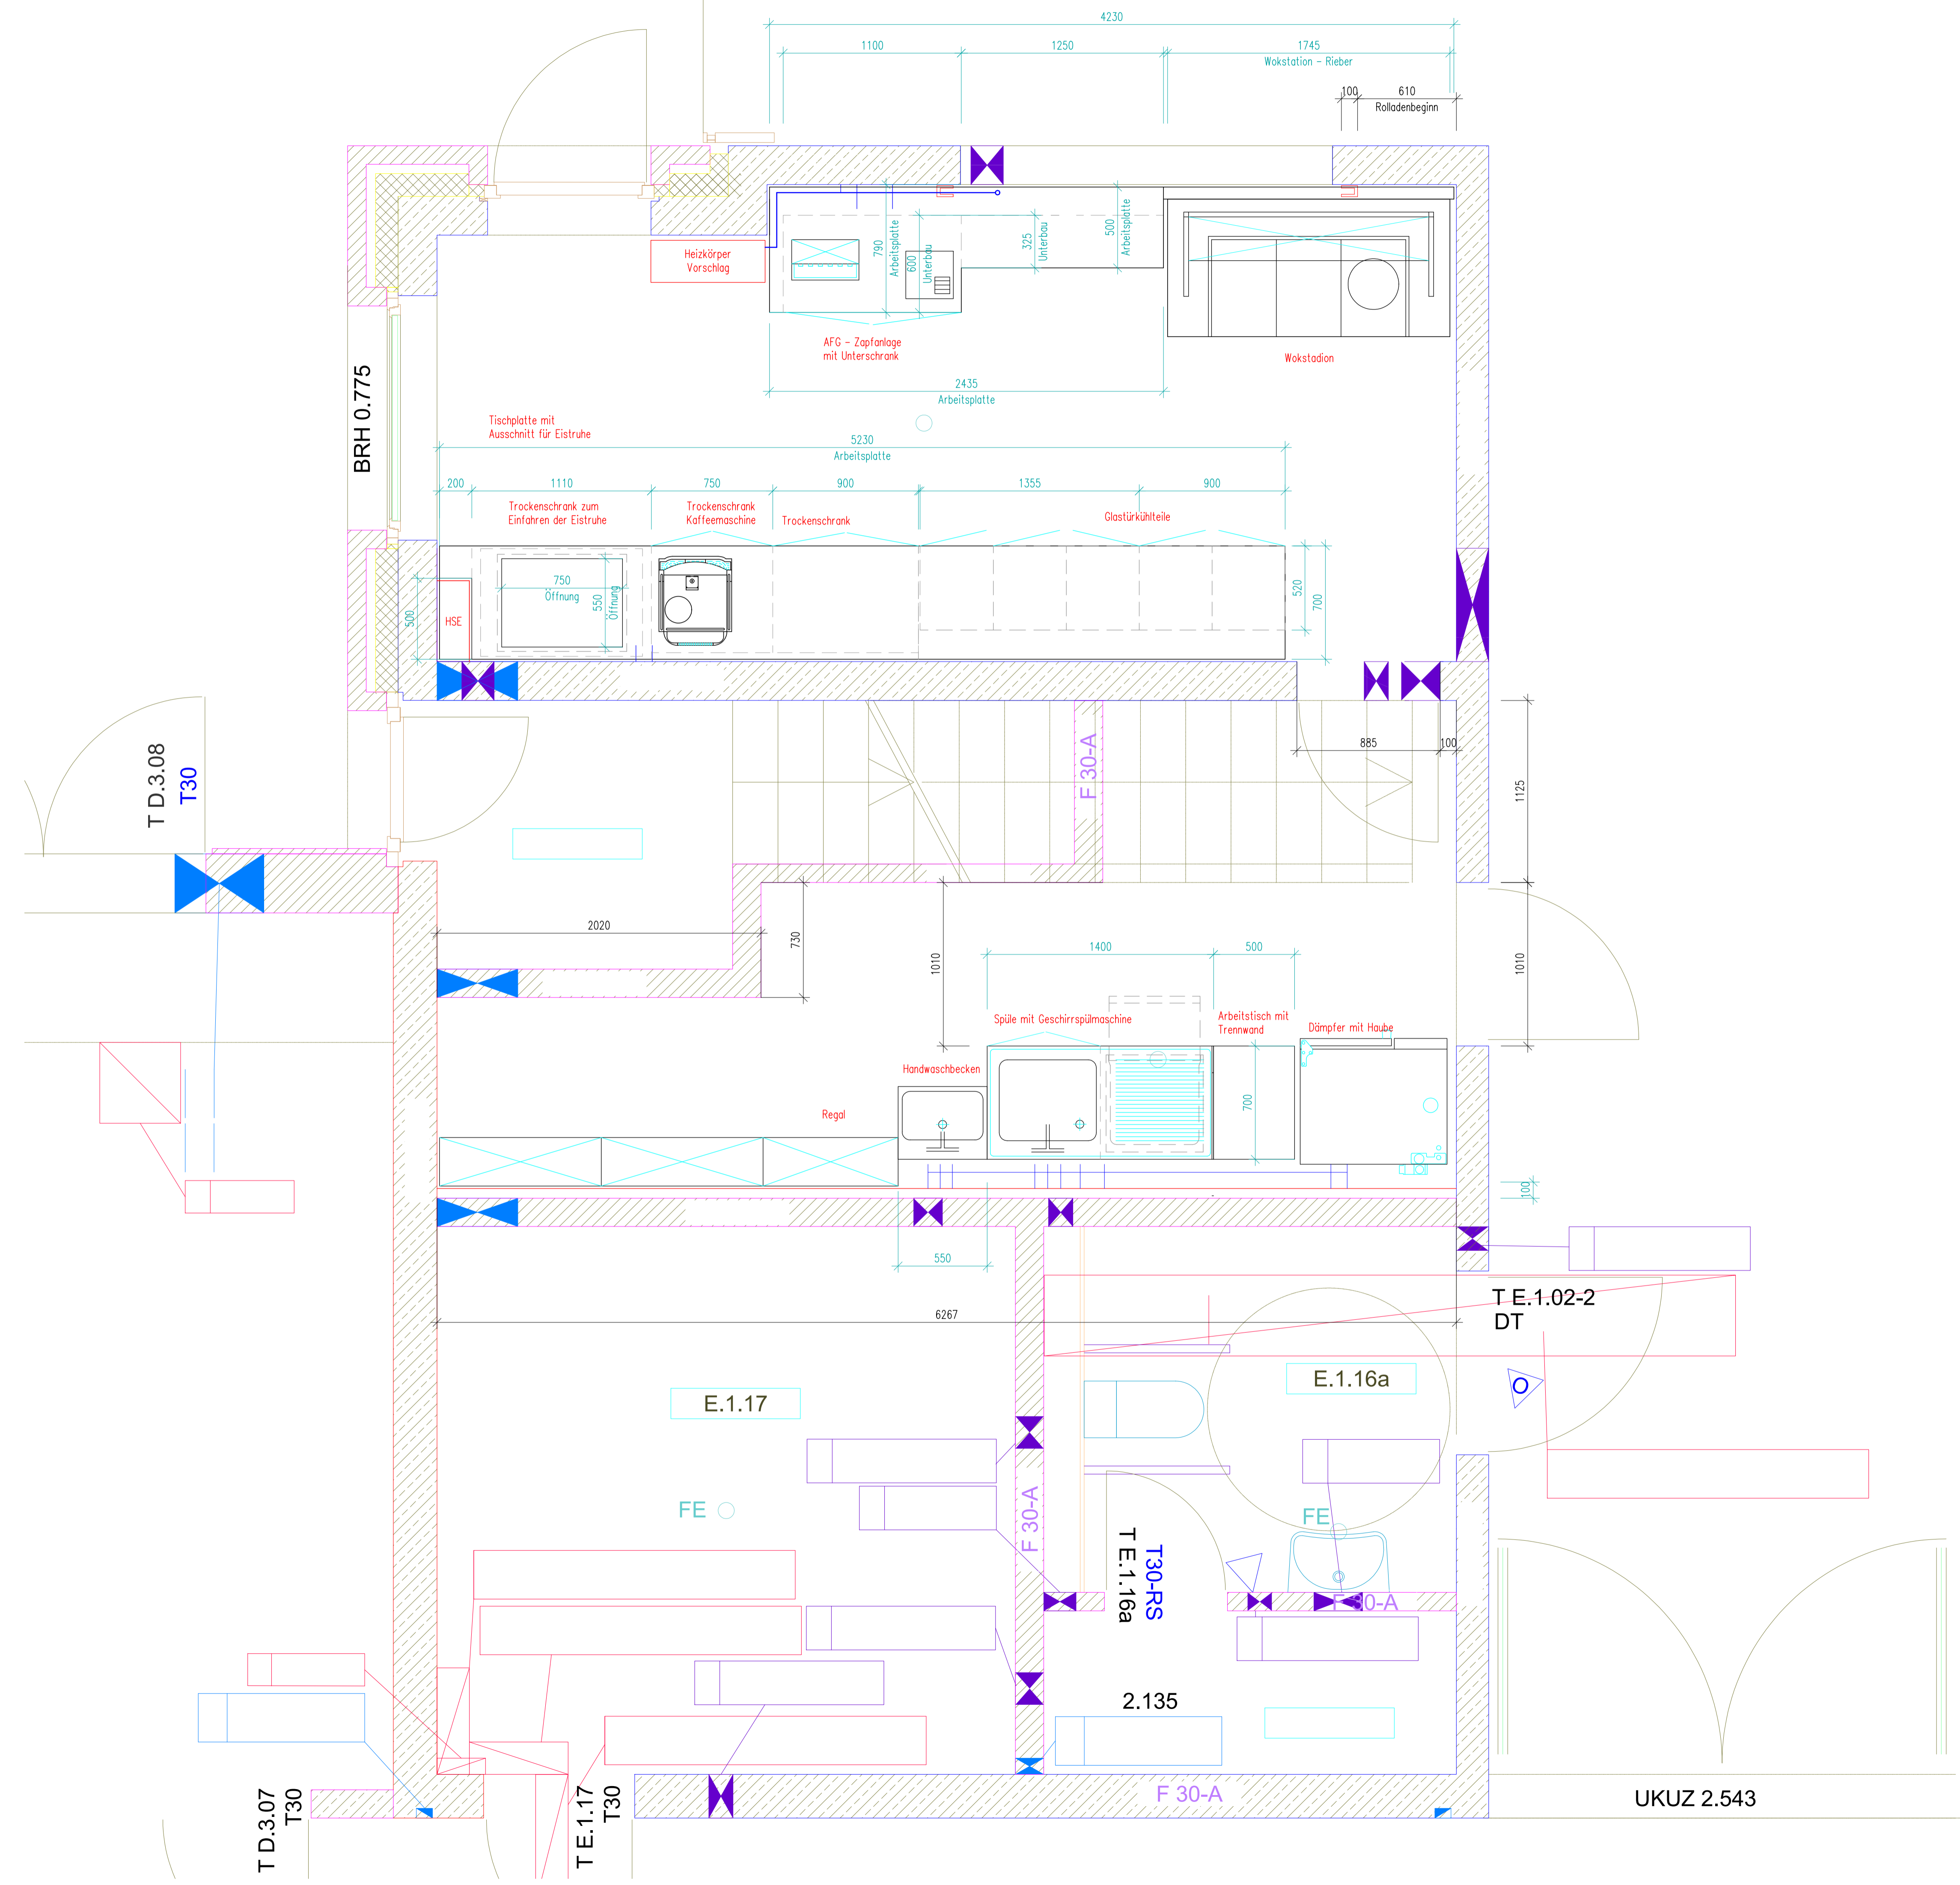 4230
1100
1250
1745
Wokstation - Rieber
100
610
Rolladenbeginn
Heizkörper
Vorschlag
790
Arbeitsplatte
600
Unterbau
325
Unterbau
500
Arbeitsplatte
AFG - Zapfanlage
mit Unterschrank
Wokstadion
2435
Arbeitsplatte
BRH 0.775
Tischplatte mit
Ausschnitt für Eistruhe
5230
Arbeitsplatte
200
1110
750
900
1355
900
Trockenschrank zum
Einfahren der Eistruhe
Trockenschrank
Kaffeemaschine
Trockenschrank
Glastürkühlteile
750
Öffnung
550
Öffnung
500
HSE
520
700
T D.3.08
T30
F 30-A
885
100
1125
2020
730
1010
1010
1400
500
Spüle mit Geschirrspülmaschine
Arbeitstisch mit
Trennwand
Dämpfer mit Haube
Handwaschbecken
Regal
700
100
550
6267
T E.1.02-2
DT
E.1.17
E.1.16a
O
FE
FE
F 30-A
T E.1.16a
T30-RS
F 30-A
2.135
F 30-A
T D.3.07
T30
T E.1.17
T30
UKUZ 2.543